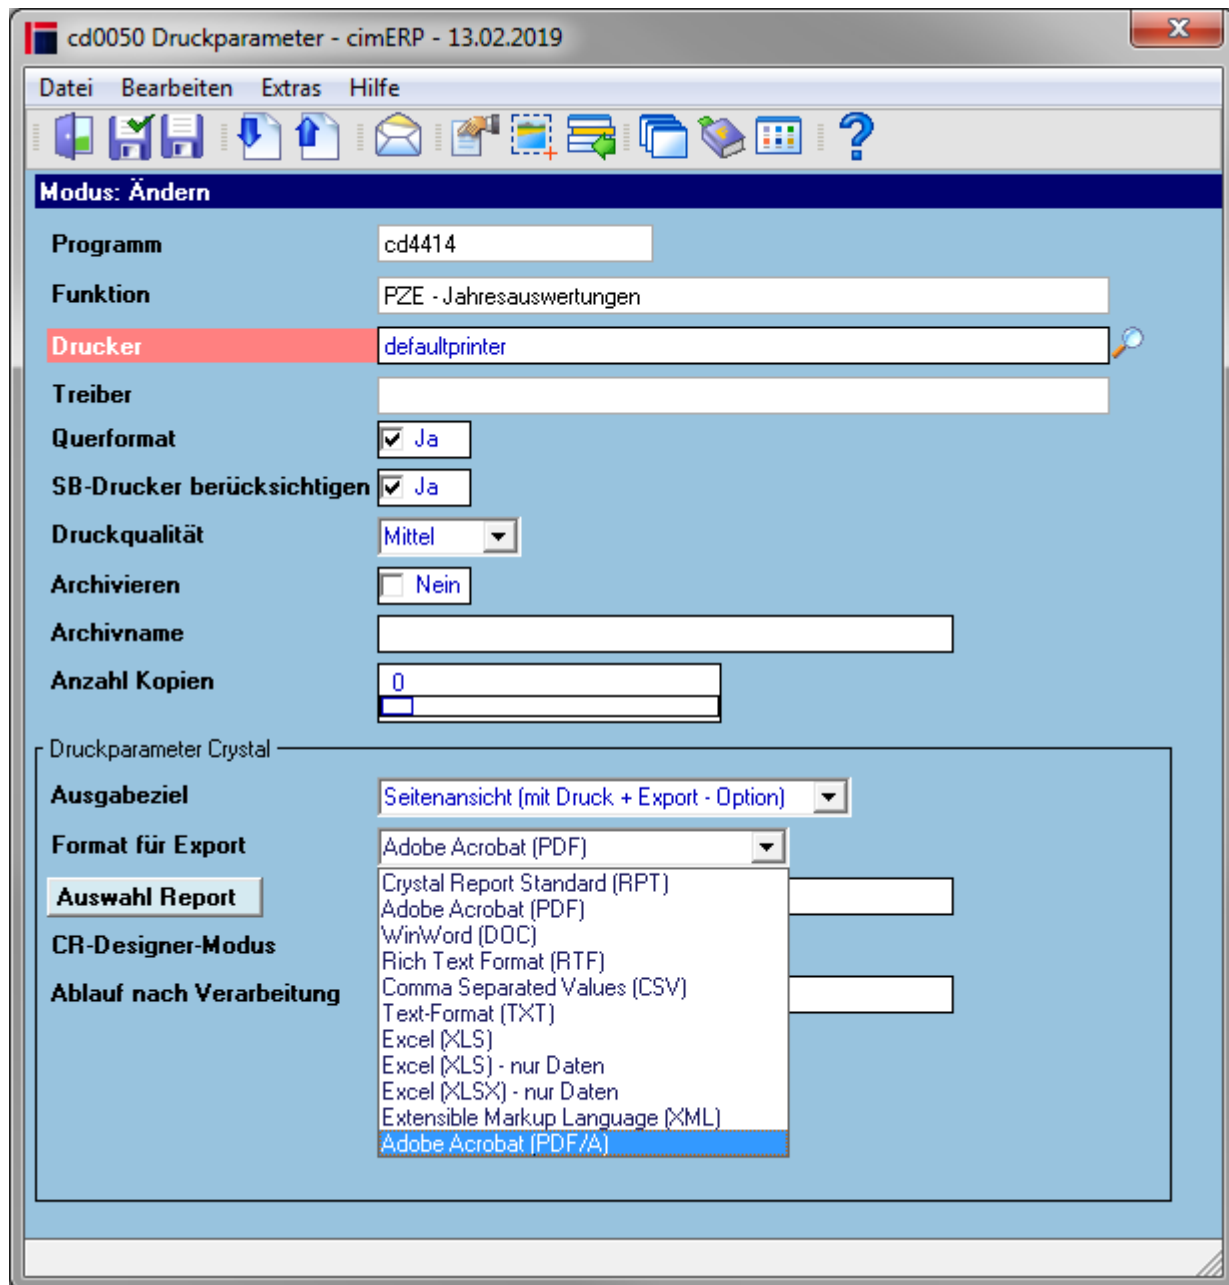 cd0050 Druckparameter - cimERP - 13.02.2019
Datei Bearbeiten Extras Hilfe
Modus: Ändern
Programm cd4414
Funktion PZE - Jahresauswertungen
Drucker defaultprinter
Treiber
Querformat Ja
SB-Drucker berücksichtigen Ja
Druckqualität Mittel
Archivieren Nein
Archivname
Anzahl Kopien 0
Druckparameter Crystal
Ausgabeziel Seitenansicht (mit Druck + Export - Option)
Format für Export Adobe Acrobat (PDF)
Auswahl Report
CR-Designer-Modus
Ablauf nach Verarbeitung
Crystal Report Standard (RPT)
Adobe Acrobat (PDF)
WinWord (DOC)
Rich Text Format (RTF)
Comma Separated Values (CSV)
Text-Format (TXT)
Excel (XLS)
Excel (XLS) - nur Daten
Excel (XLSX) - nur Daten
Extensible Markup Language (XML)
Adobe Acrobat (PDF/A)